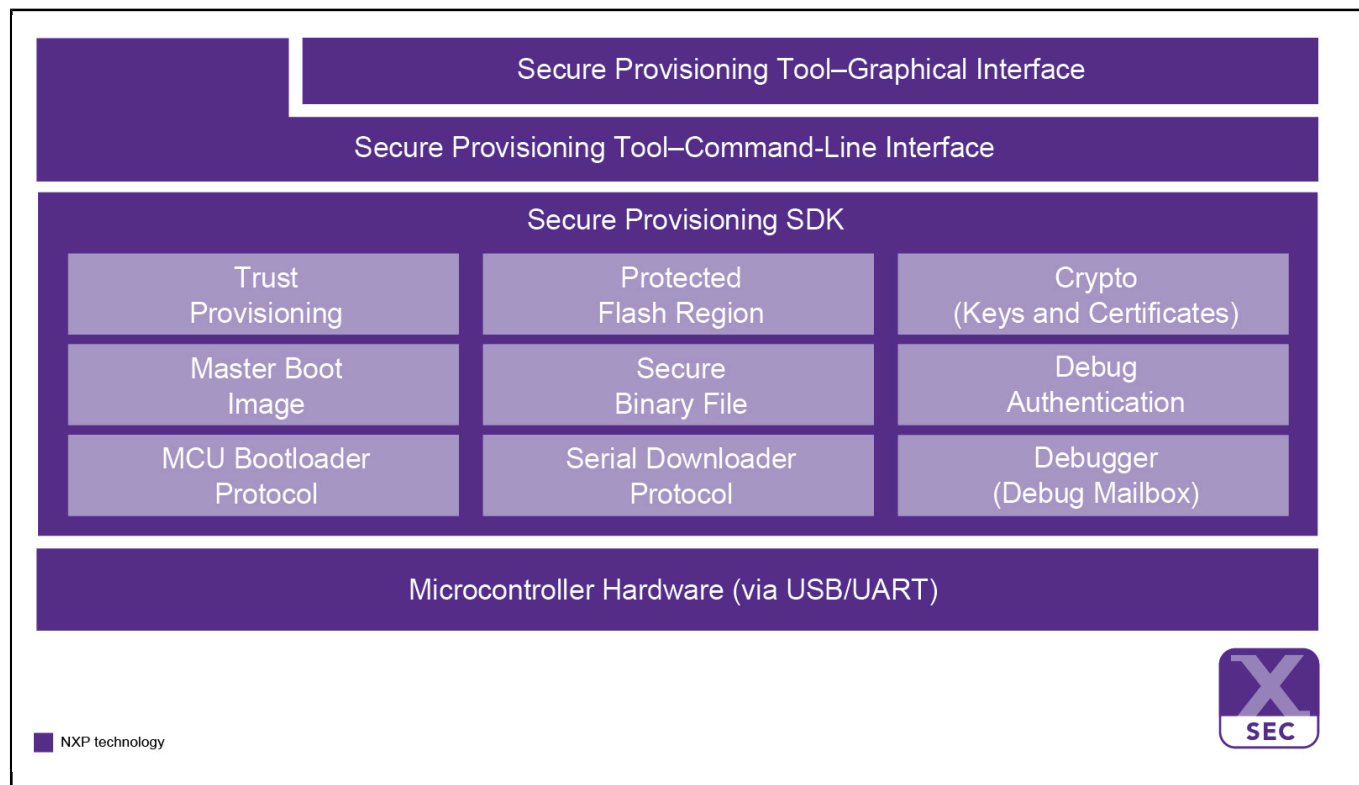 Secure Provisioning Tool–Graphical Interface
Secure Provisioning Tool–Command-Line Interface
Secure Provisioning SDK
Trust
Provisioning
Protected
Flash Region
Crypto
(Keys and Certificates)
Master Boot
Image
Secure
Binary File
Debug
Authentication
MCU Bootloader
Protocol
Serial Downloader
Protocol
Debugger
(Debug Mailbox)
Microcontroller Hardware (via USB/UART)
X
SEC
NXP technology